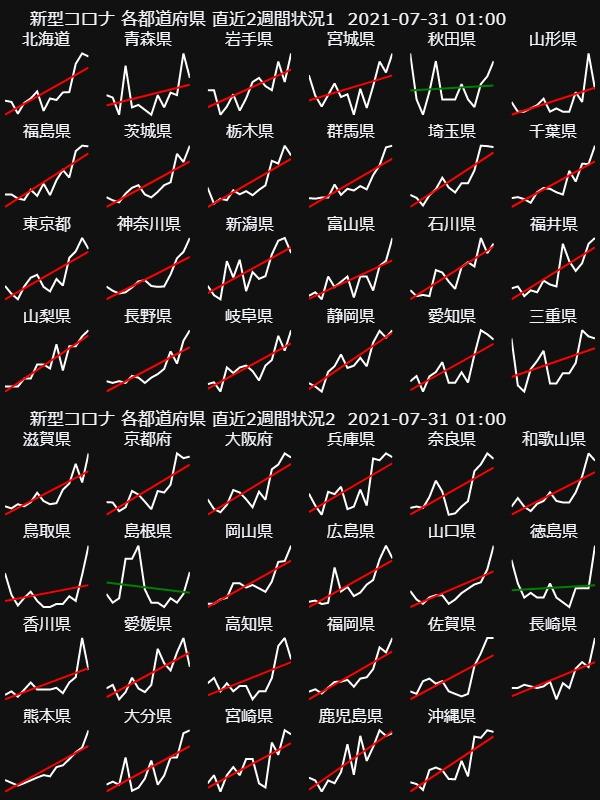 新型コロナ 各都道府県 直近2週間状況1 2021-07-31 01:00
北海道 青森県 岩手県 宮城県 秋田県 山形県
福島県 茨城県 栃木県 群馬県 埼玉県 千葉県
東京都 神奈川県 新潟県 富山県 石川県 福井県
山梨県 長野県 岐阜県 静岡県 愛知県 三重県
新型コロナ 各都道府県 直近2週間状況2 2021-07-31 01:00
滋賀県 京都府 大阪府 兵庫県 奈良県 和歌山県
鳥取県 島根県 岡山県 広島県 山口県 徳島県
香川県 愛媛県 高知県 福岡県 佐賀県 長崎県
熊本県 大分県 宮崎県 鹿児島県 沖縄県